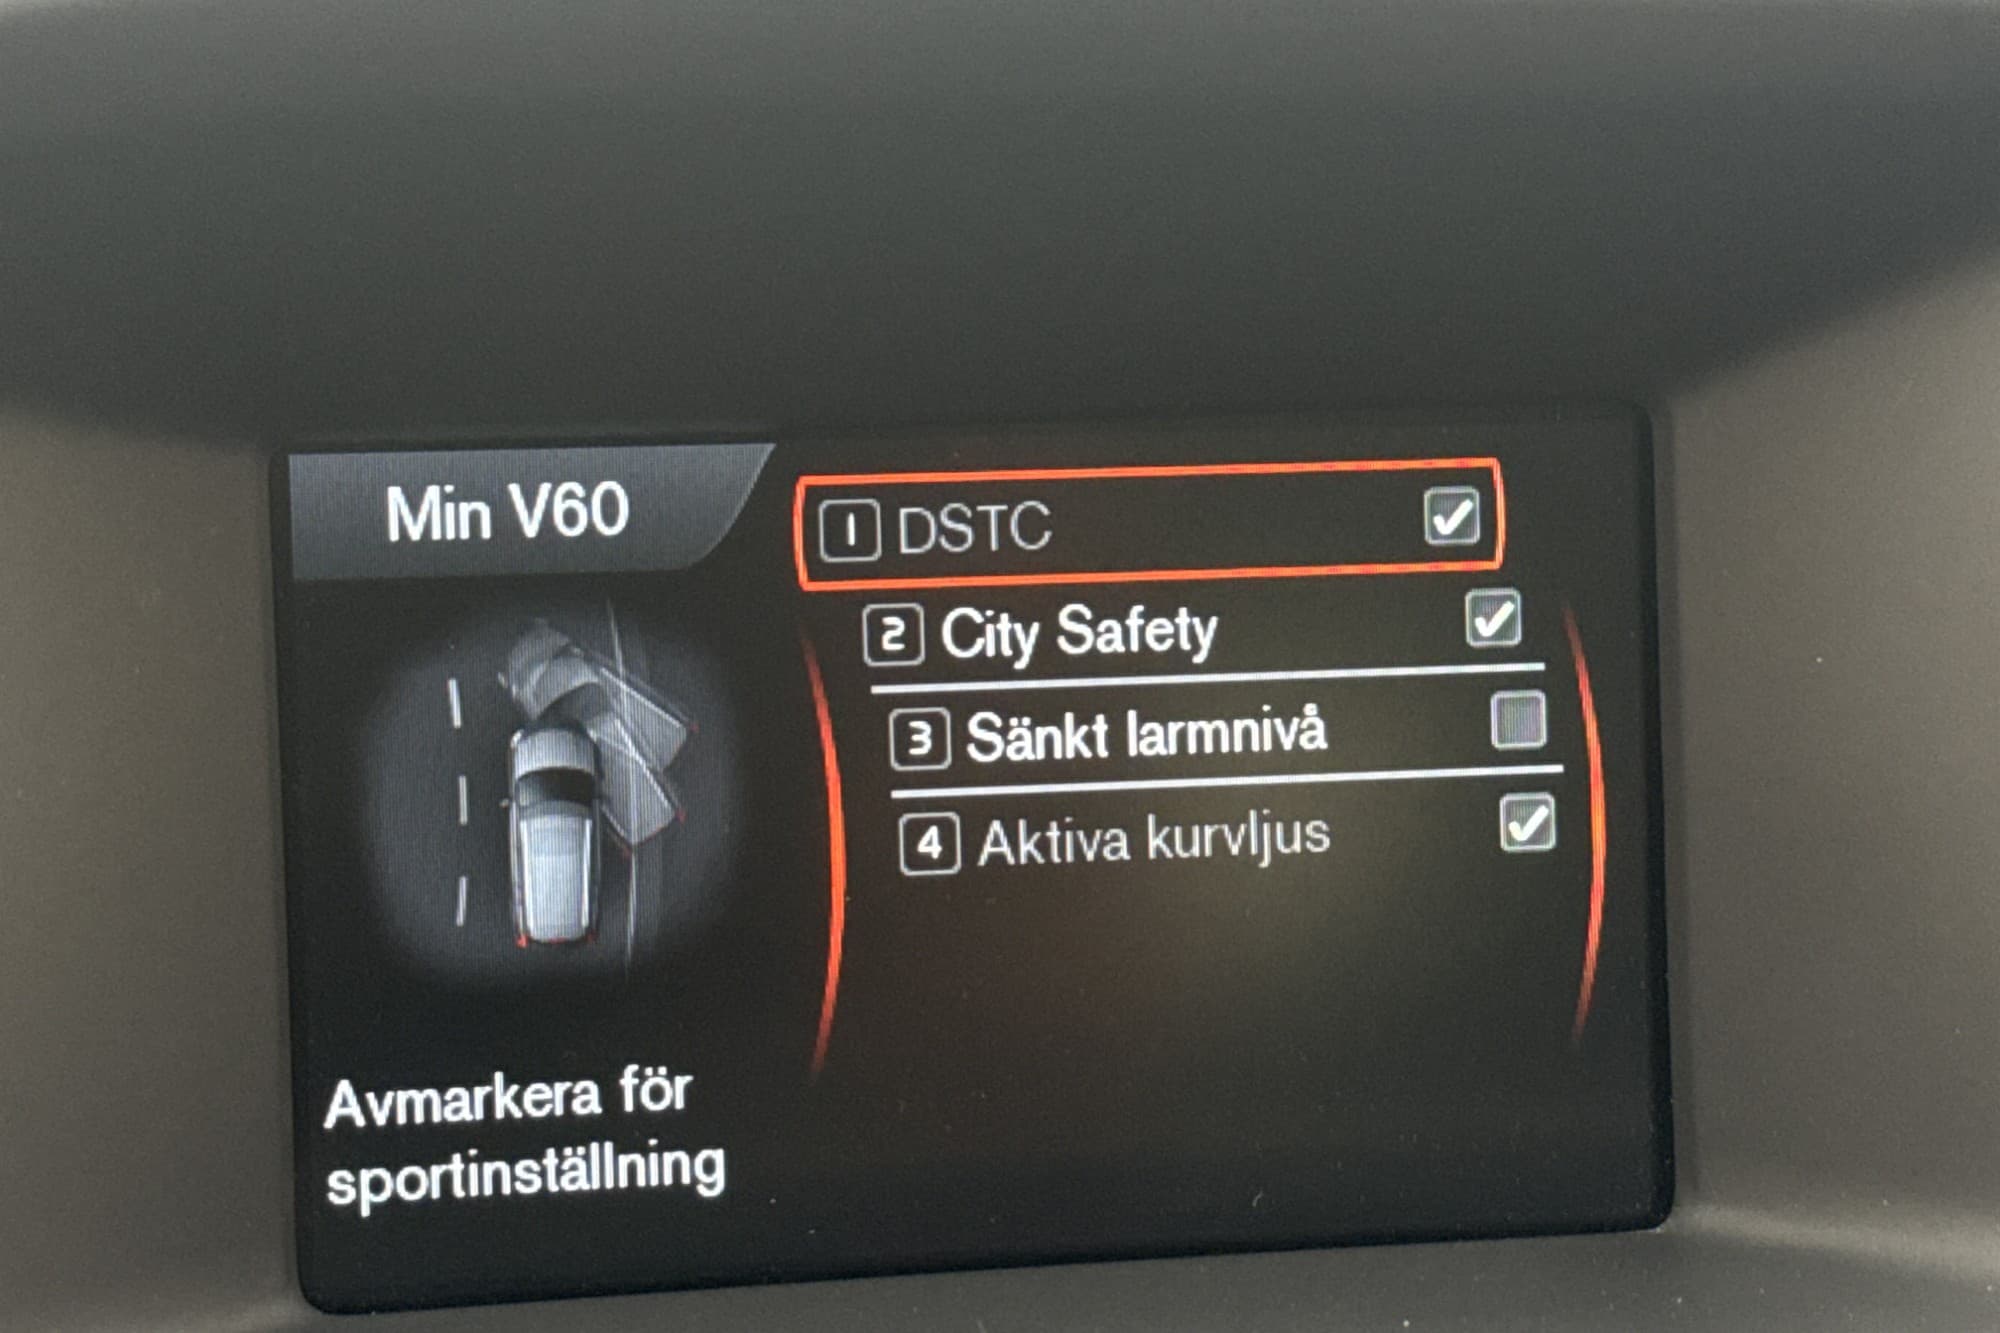 Min V60
1 DSTC
2 City Safety
3 Sänkt larmnivå
4 Aktiva kurvljus
Avmarkera för
sportinställning